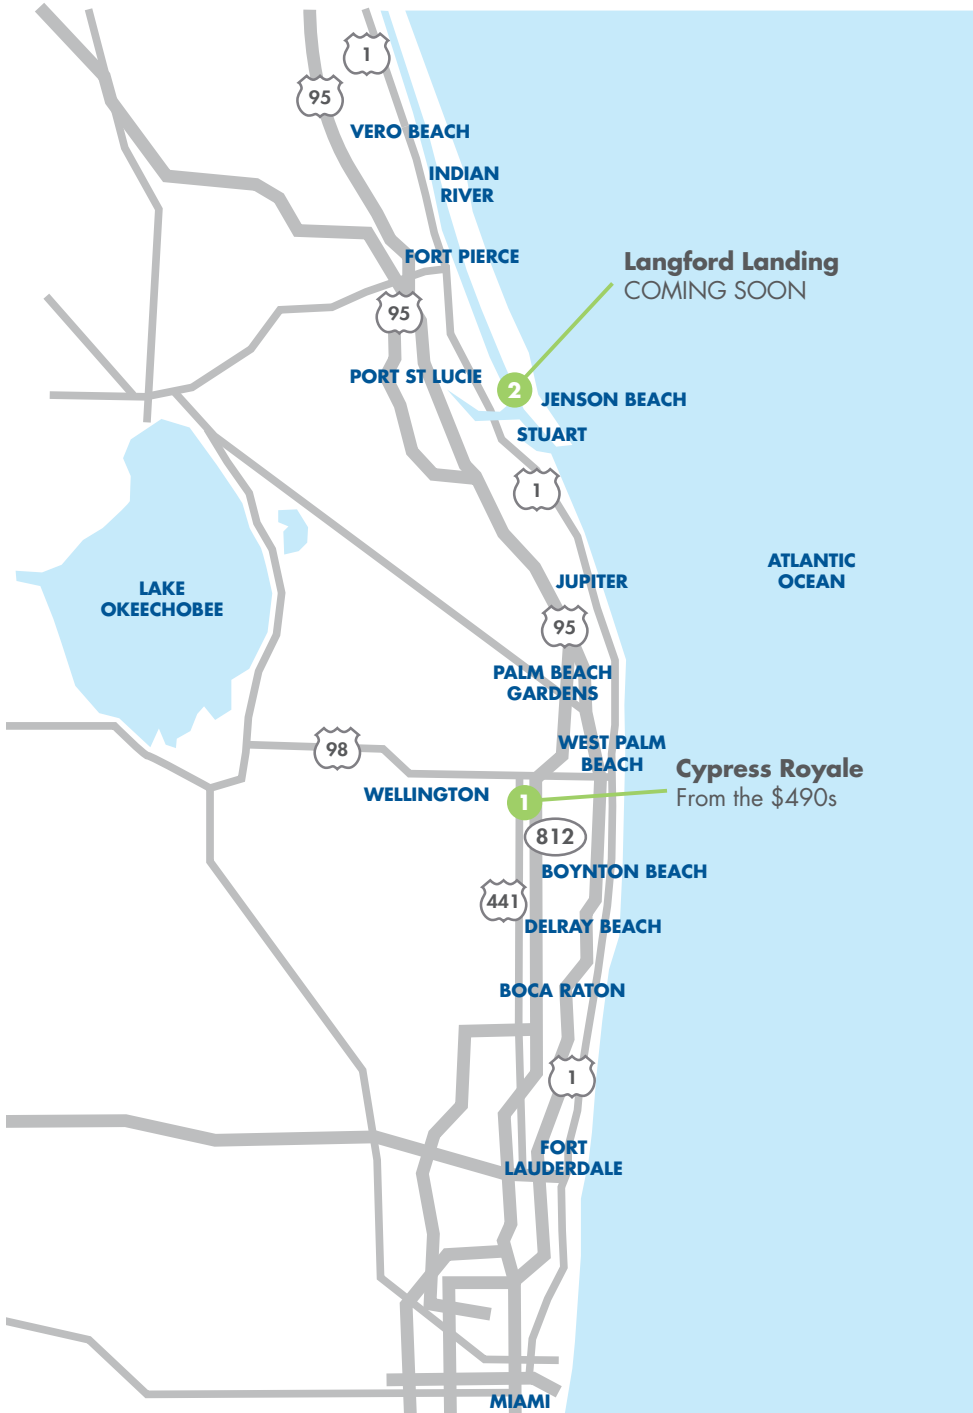 1
95
VERO BEACH
INDIAN
RIVER
FORT PIERCE
Langford Landing
COMING SOON
95
PORT ST LUCIE
2
JENSON BEACH
STUART
1
ATLANTIC
OCEAN
JUPITER
LAKE
OKEECHOBEE
95
PALM BEACH
GARDENS
98
WEST PALM
BEACH
Cypress Royale
From the $490s
WELLINGTON
1
812
BOYNTON BEACH
441
DELRAY BEACH
BOCA RATON
1
FORT
LAUDERDALE
MIAMI